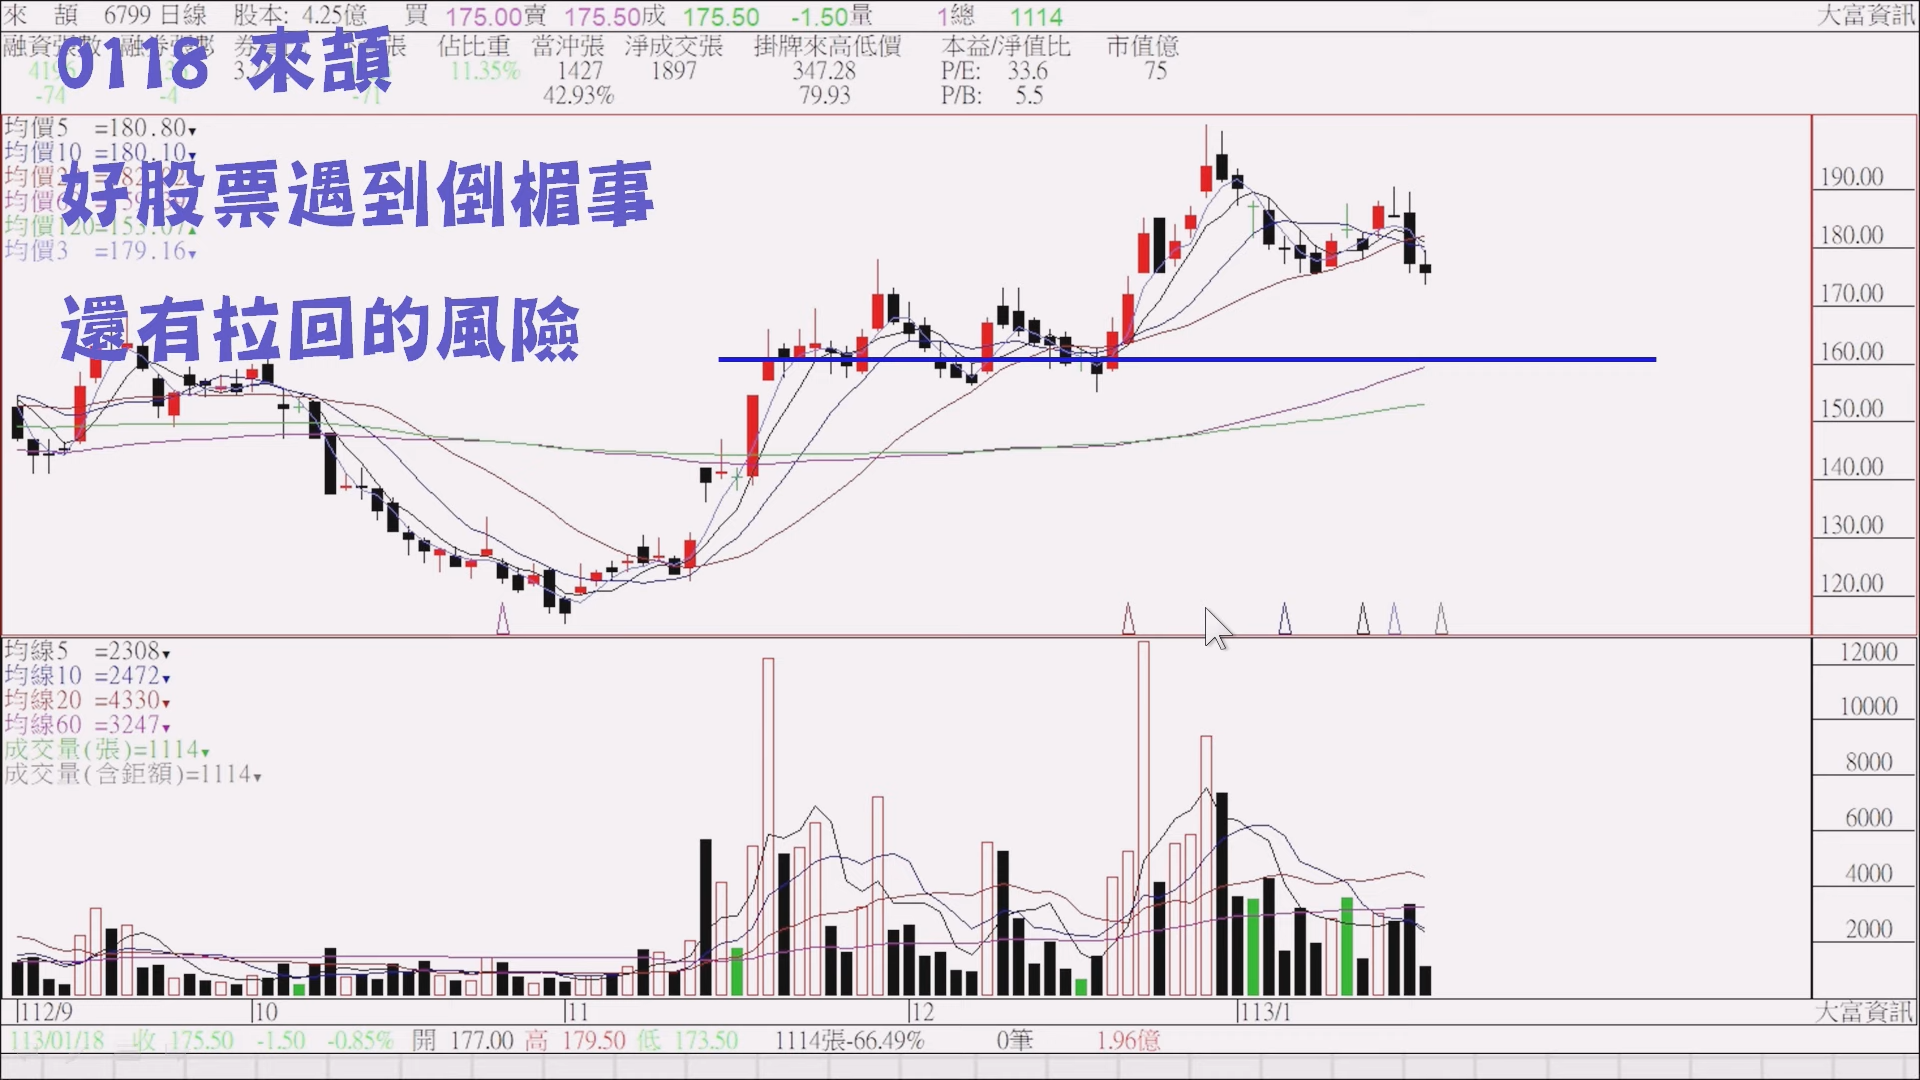 來 頡 6799 日線 股本: 4.25億 買 175.00賣 175.50成 175.50 -1.50量 1總 1114 大富資訊
佔比重 當沖張 淨成交張 掛牌來高低價 本益/淨值比 市值億
11.35% 1427 1897 347.28 P/E: 33.6 75
-74 -4 -71 42.93% 79.93 P/B: 5.5
0118 來頡
均價5 =180.80▾
均價10 =180.10▾
好股票遇到倒楣事
均價3 =179.16▾
還有拉回的風險
190.00
180.00
170.00
160.00
150.00
140.00
130.00
120.00
均線5 =2308▾
均線10 =2472▾
均線20 =4330▾
均線60 =3247▾
成交量(張)=1114▾
成交量(含鉅額)=1114▾
12000
10000
8000
6000
4000
2000
112/9 10 11 12 113/1 大富資訊
113/01/18 收 175.50 -1.50 -0.85% 開 177.00 高 179.50 低 173.50 1114張-66.49% 0筆 1.96億